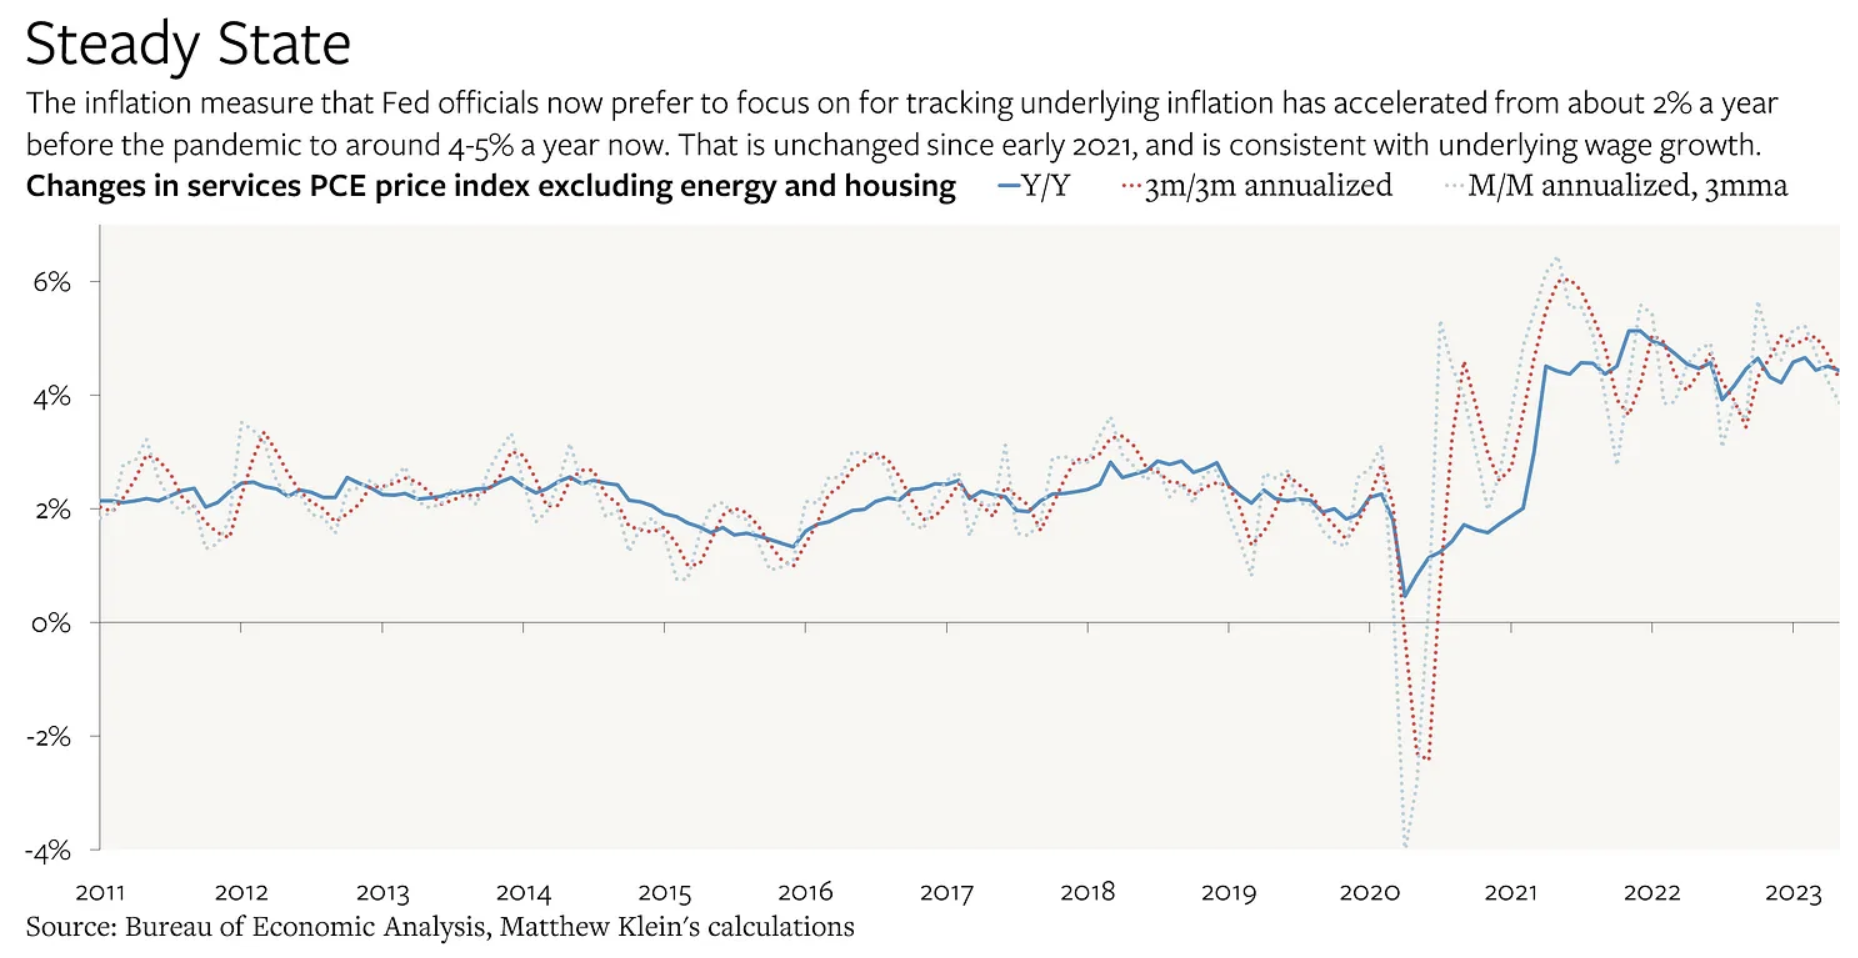 Steady State
The inflation measure that Fed officials now prefer to focus on for tracking underlying inflation has accelerated from about 2% a year
before the pandemic to around 4-5% a year now. That is unchanged since early 2021, and is consistent with underlying wage growth.
Changes in services PCE price index excluding energy and housing Y/Y 3m/3m annualized M/M annualized, 3mma
6%
4%
2%
0%
-2%
-4%
2011 2012 2013 2014 2015 2016 2017 2018 2019 2020 2021 2022 2023
Source: Bureau of Economic Analysis, Matthew Klein's calculations